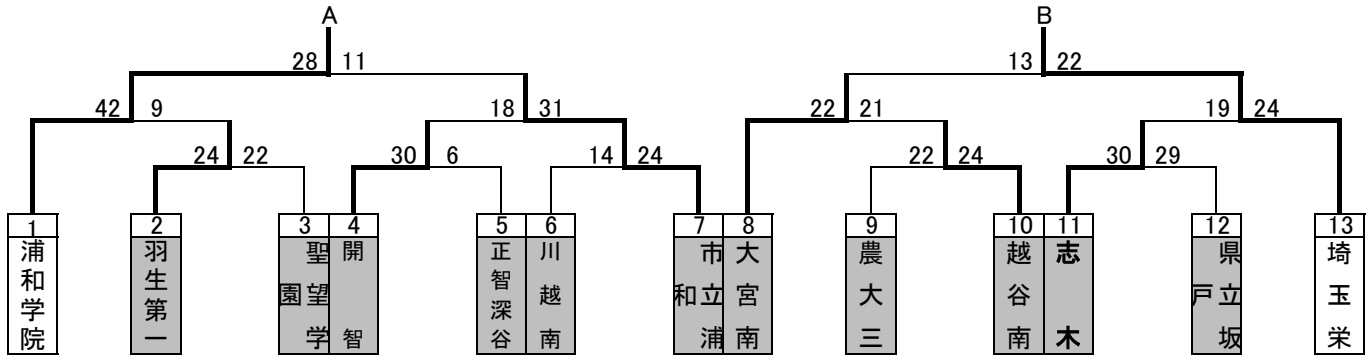 A B
28 11 13 22
42 9 18 31 22 21 19 24
24 22 30 6 14 24 22 24 30 29
1 2 3 4 5 6 7 8 9 10 11 12 13
浦和学院
羽生第一
聖望学園
開智
正智深谷
川越南
市立浦和
大宮南
農大三
越谷南
志木
県立坂戸
埼玉栄